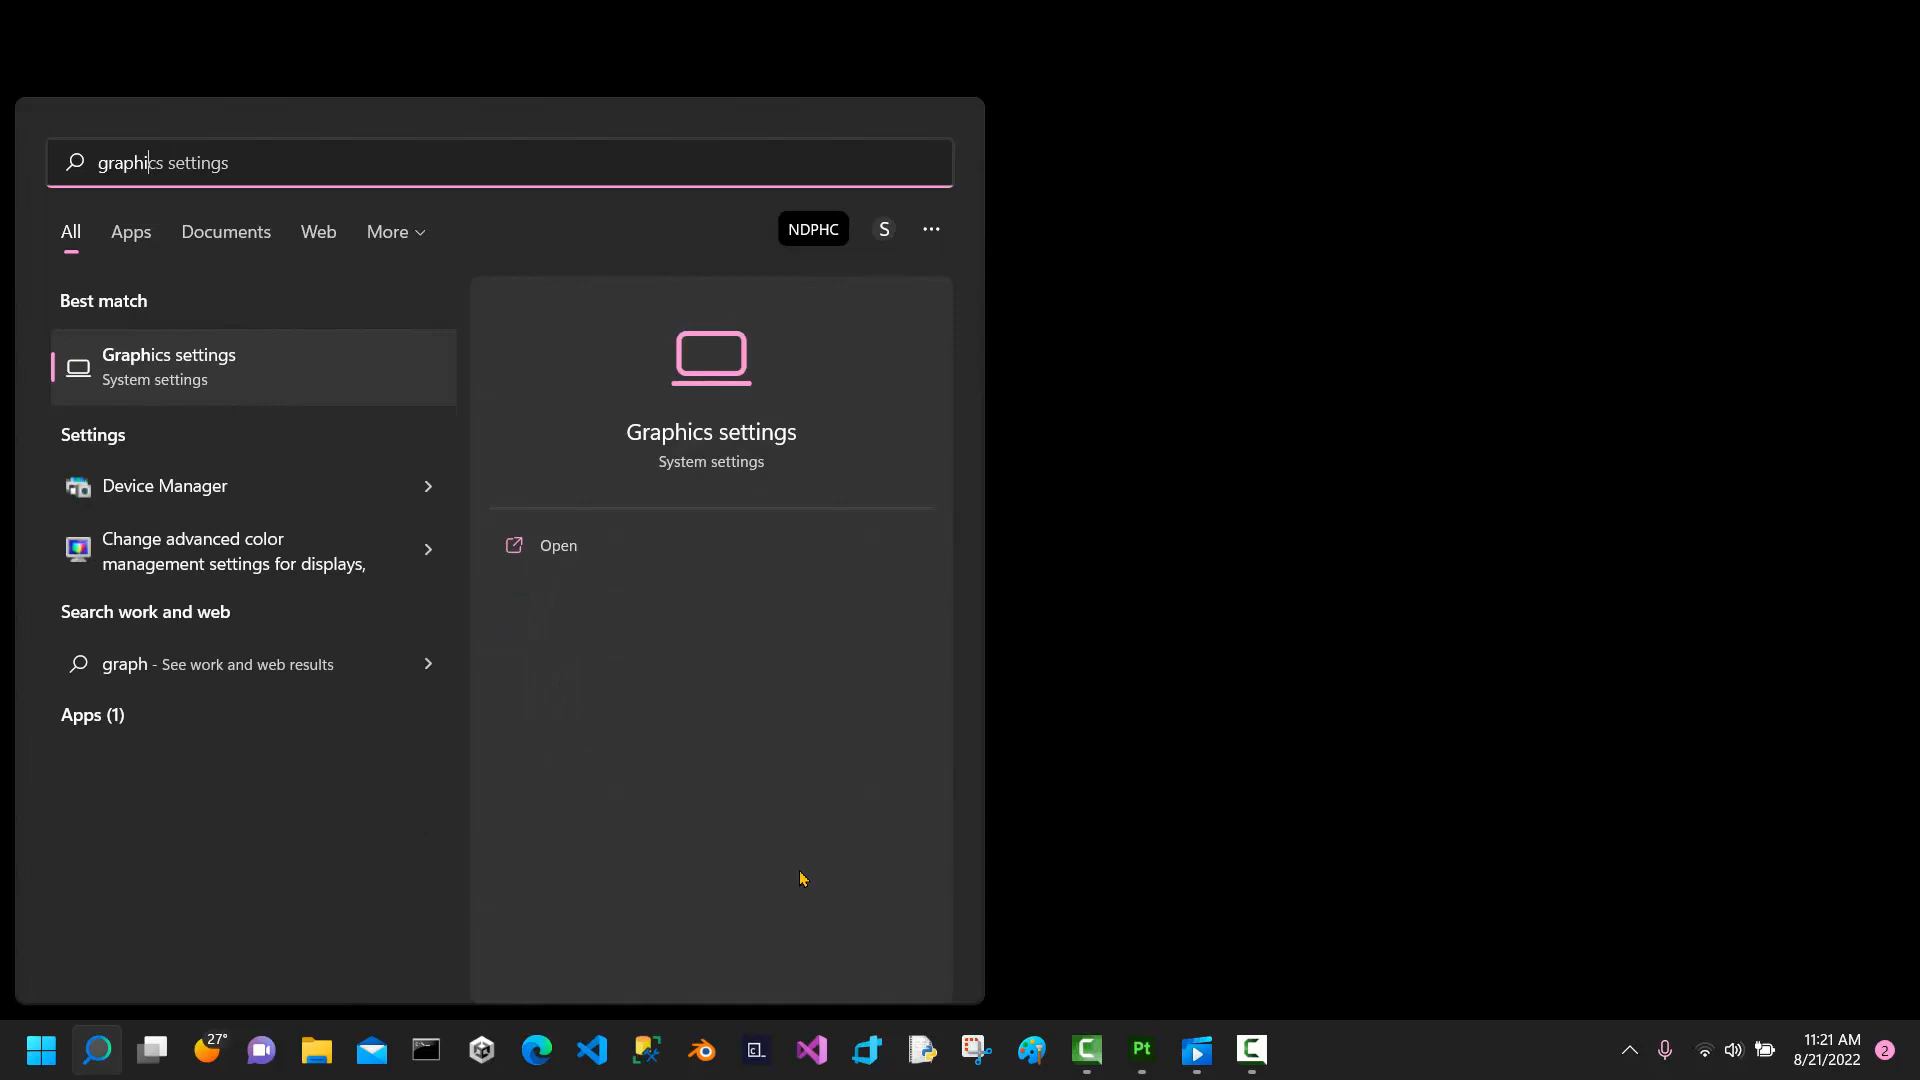 graphics settings
All
Apps
Documents
Web
More
NDPHC
S
Best match
Graphics settings
System settings
Settings
Device Manager
Change advanced color
management settings for displays,
Search work and web
graph - See work and web results
Apps (1)
Graphics settings
System settings
Open
27°
Pt
11:21 AM
8/21/2022
2